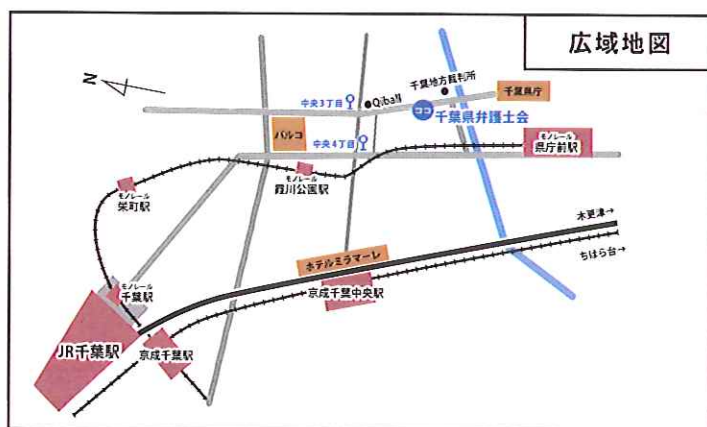 広域地図
N
中央3丁目
Qiball
千葉地方裁判所
千葉県庁
ココ
千葉県弁護士会
パルコ
中央4丁目
モノレール
県庁前駅
モノレール
葭川公園駅
モノレール
栄町駅
木更津→
ちはら台→
ホテルミラマーレ
京成千葉中央駅
モノレール
千葉駅
JR千葉駅
京成千葉駅